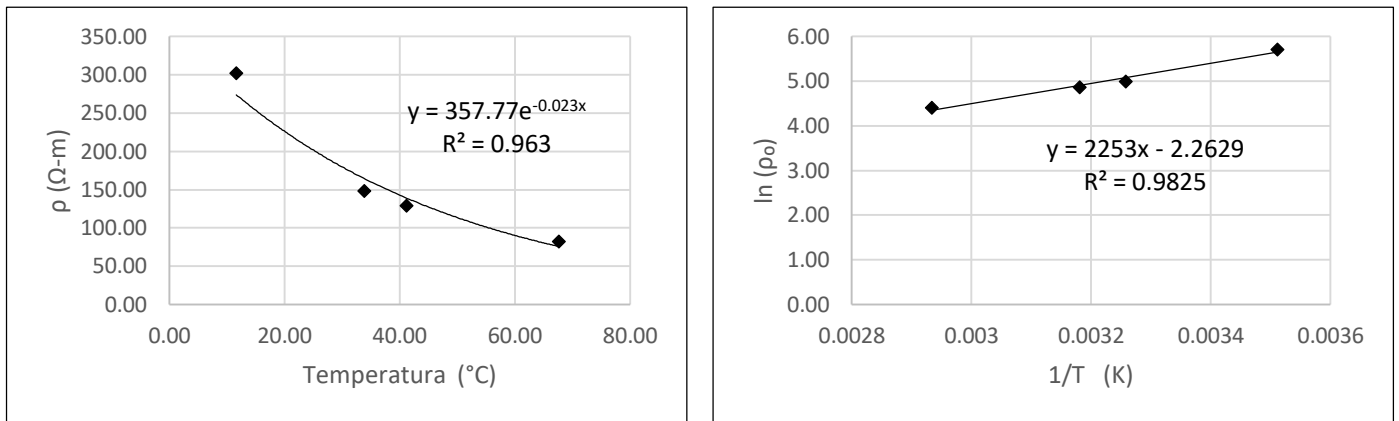 350.00
300.00
250.00
200.00
150.00
100.00
50.00
0.00
ρ (Ω-m)
y = 357.77e^-0.023x
R² = 0.963
0.00 20.00 40.00 60.00 80.00
Temperatura (°C)
6.00
5.00
4.00
3.00
2.00
1.00
0.00
ln (ρo)
y = 2253x - 2.2629
R² = 0.9825
0.0028 0.003 0.0032 0.0034 0.0036
1/T (K)